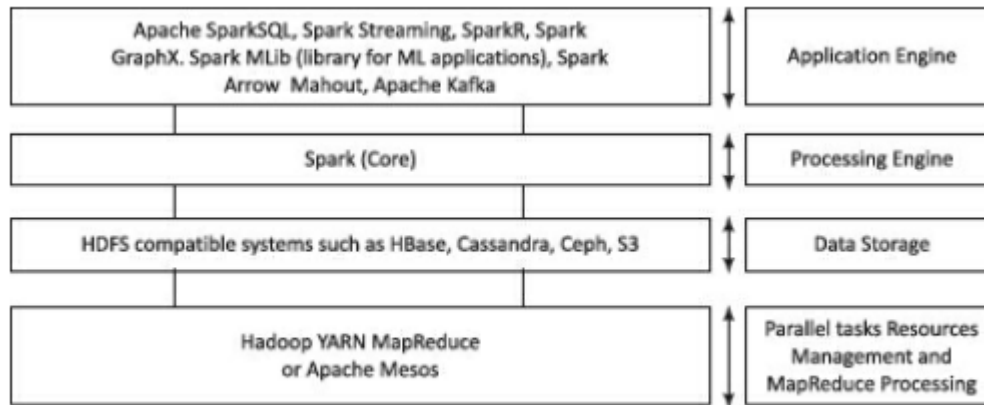 Apache SparkSQL, Spark Streaming, SparkR, Spark
GraphX. Spark MLib (library for ML applications), Spark
Arrow Mahout, Apache Kafka
Application Engine
Spark (Core)
Processing Engine
HDFS compatible systems such as HBase, Cassandra, Ceph, S3
Data Storage
Hadoop YARN MapReduce
or Apache Mesos
Parallel tasks Resources
Management and
MapReduce Processing